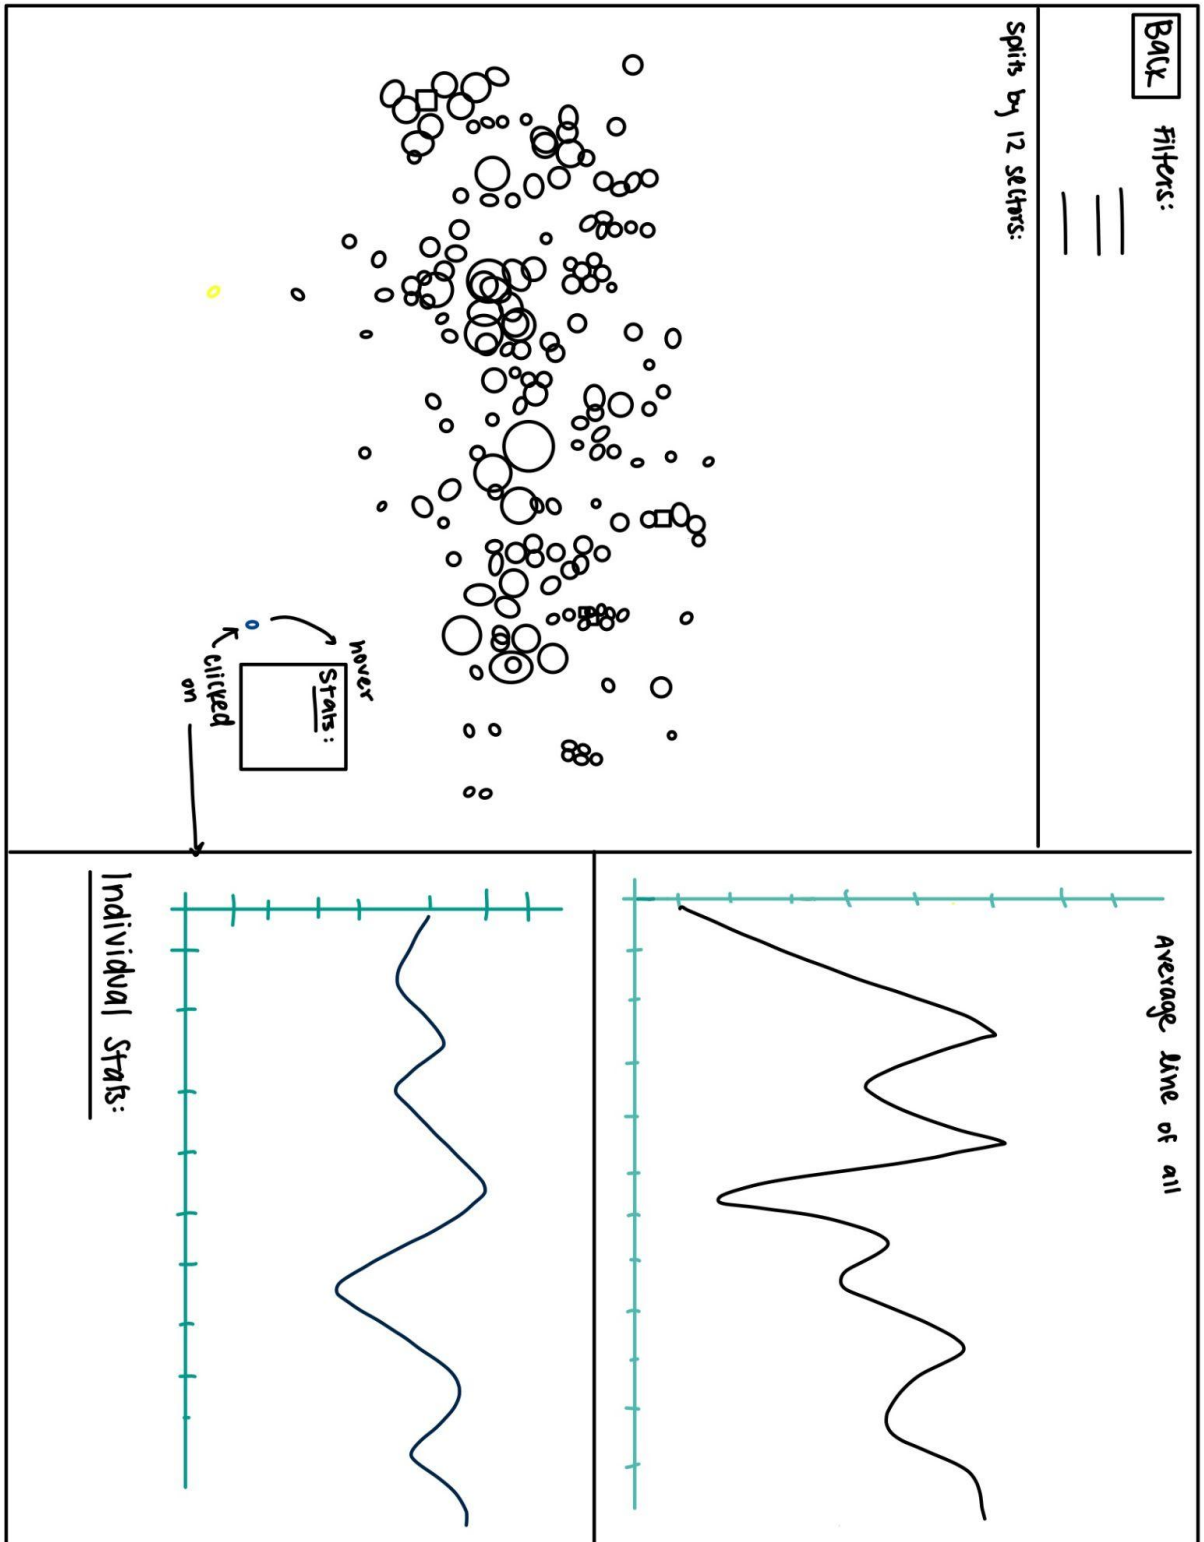 Back
Filters:
Splits by 12 sectors:
hover
Stats:
clicked
on
Average line of all
Individual Stats: